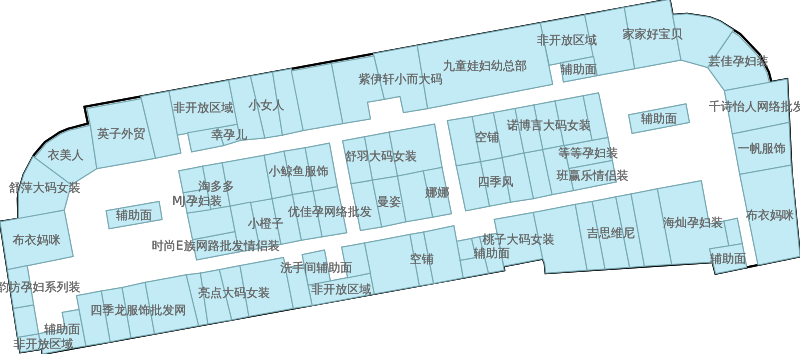 家家好宝贝
非开放区域
芸佳孕妇装
九童娃妇幼总部
辅助面
紫伊轩小而大码
千诗怡人网络批发
非开放区域
小女人
辅助面
英子外贸
幸孕儿
诺博言大码女装
空铺
一帆服饰
衣美人
等等孕妇装
舒羽大码女装
小鲸鱼服饰
班赢乐情侣装
四季风
舒萍大码女装
淘多多
娜娜
MJ孕妇装
曼姿
辅助面
优佳孕网络批发
布衣妈咪
小橙子
海灿孕妇装
吉思维尼
布衣妈咪
桃子大码女装
时尚E族网路批发情侣装
辅助面
空铺
辅助面
洗手间辅助面
韵坊孕妇系列装
亮点大码女装
非开放区域
四季龙服饰批发网
辅助面
非开放区域